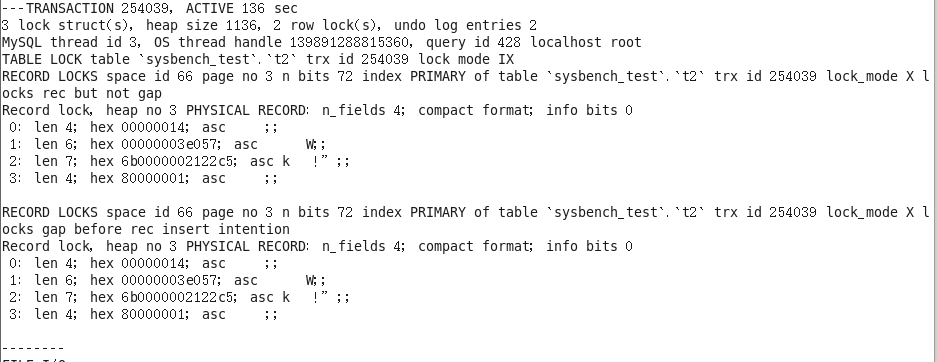 ---TRANSACTION 254039, ACTIVE 136 sec
3 lock struct(s), heap size 1136, 2 row lock(s), undo log entries 2
MySQL thread id 3, OS thread handle 139891288815360, query id 428 localhost root
TABLE LOCK table `sysbench_test`.`t2` trx id 254039 lock mode IX
RECORD LOCKS space id 66 page no 3 n bits 72 index PRIMARY of table `sysbench_test`.`t2` trx id 254039 lock_mode X l
ocks rec but not gap
Record lock, heap no 3 PHYSICAL RECORD: n_fields 4; compact format; info bits 0
 0: len 4; hex 00000014; asc     ;;
 1: len 6; hex 00000003e057; asc      W;;
 2: len 7; hex 6b0000002122c5; asc k   !" ;;
 3: len 4; hex 80000001; asc     ;;

RECORD LOCKS space id 66 page no 3 n bits 72 index PRIMARY of table `sysbench_test`.`t2` trx id 254039 lock_mode X l
ocks gap before rec insert intention
Record lock, heap no 3 PHYSICAL RECORD: n_fields 4; compact format; info bits 0
 0: len 4; hex 00000014; asc     ;;
 1: len 6; hex 00000003e057; asc      W;;
 2: len 7; hex 6b0000002122c5; asc k   !" ;;
 3: len 4; hex 80000001; asc     ;;

--------
FILE I/O